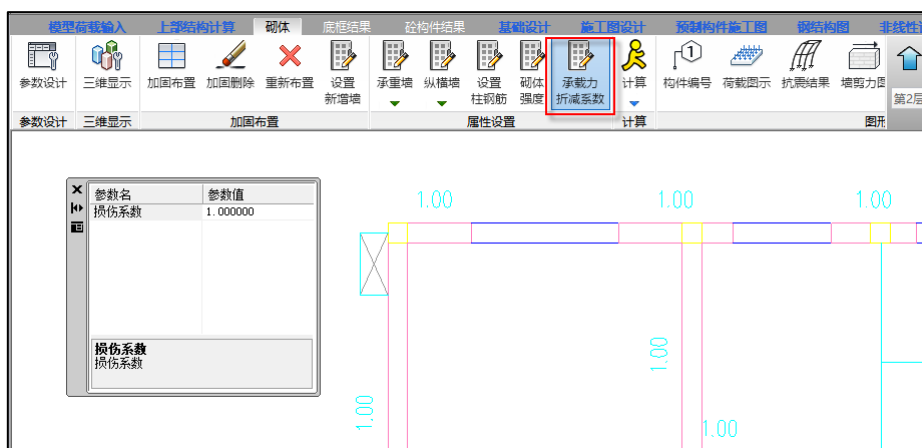 模型荷载输入 上部结构计算 砌体 底框结果 砼构件结果 基础设计 施工图设计 预制构件施工图 钢结构图
参数设计 三维显示 加固布置 加固删除 重新布置 设置新增墙 承重墙 纵横墙 设置柱钢筋 砌体强度 承载力折减系数 计算 构件编号 荷载图示 抗震结果 墙剪力图
第2层
参数设计 三维显示 加固布置 属性设置 计算 图形
参数名 参数值
损伤系数 1.000000
损伤系数
损伤系数
1.00 1.00 1.00
1.00
1.00
1.00